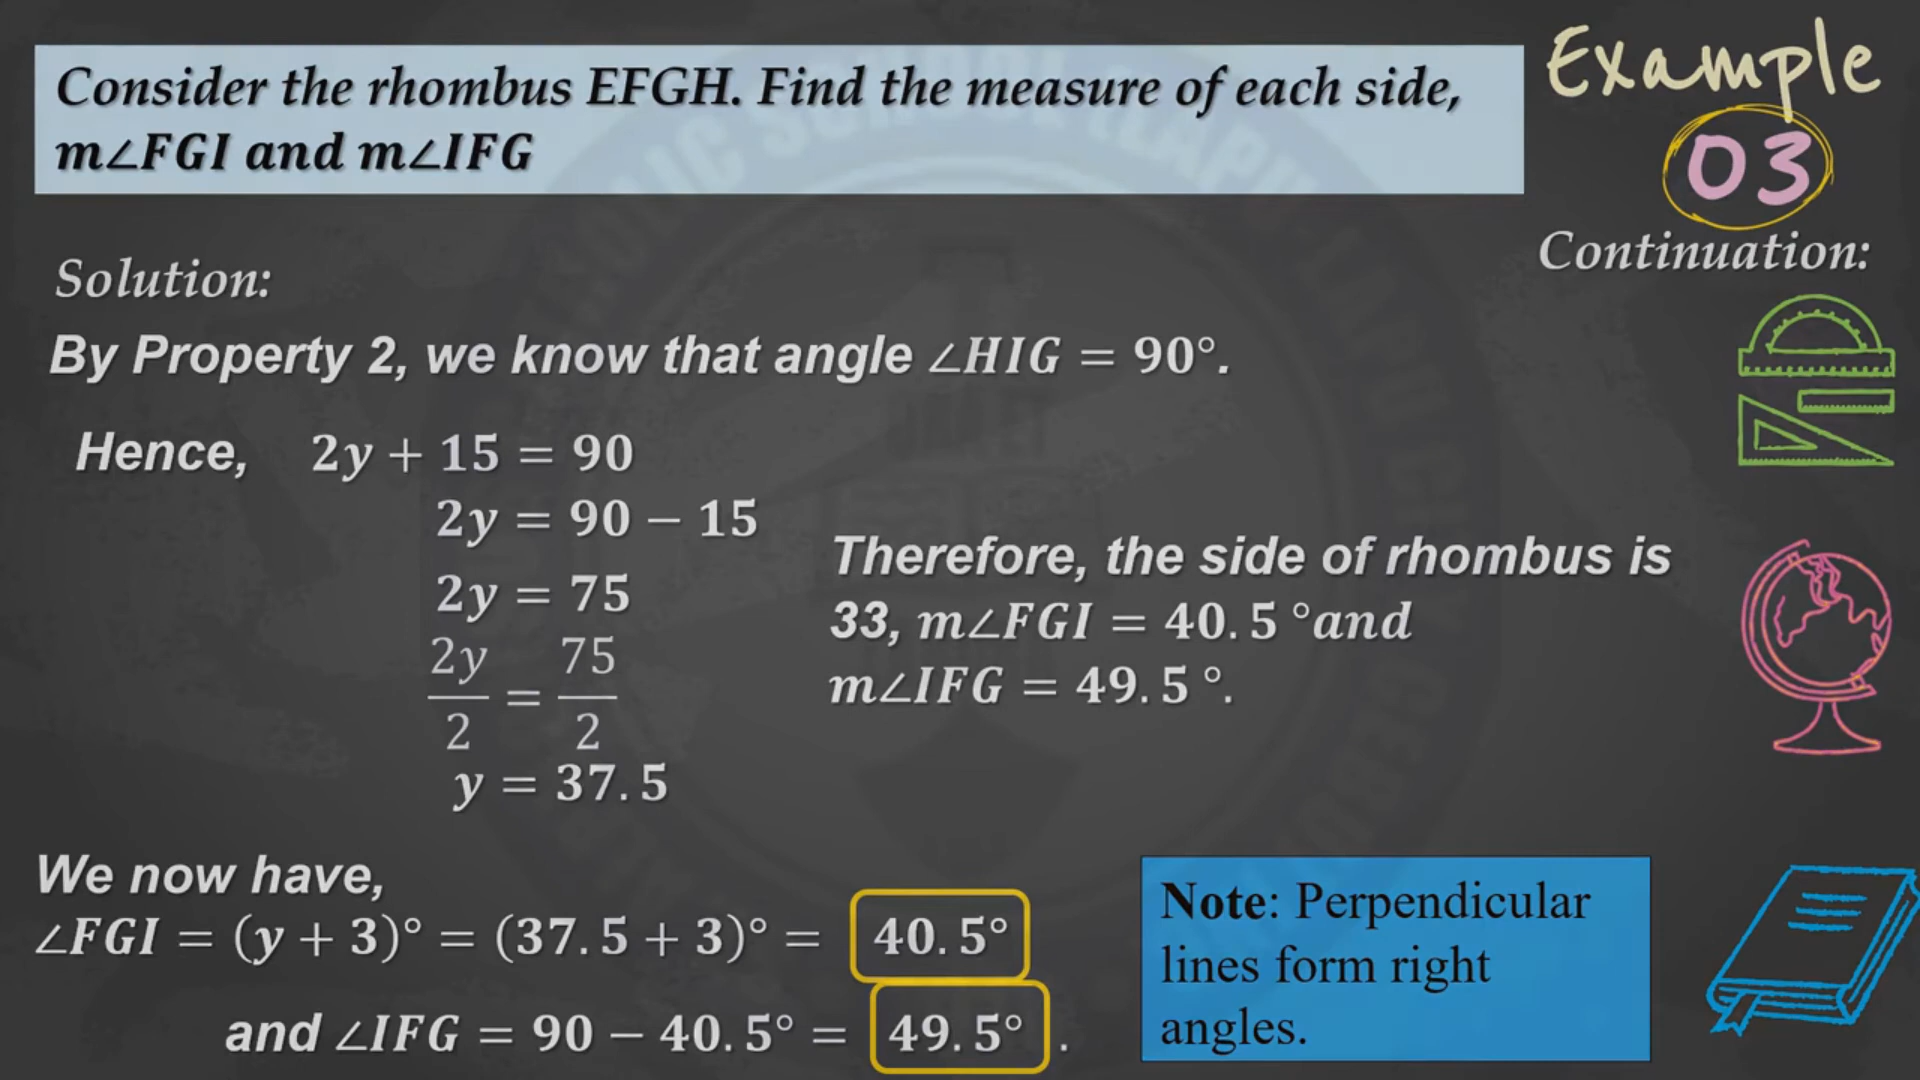 Consider the rhombus EFGH. Find the measure of each side,
m∠FGI and m∠IFG
Example
03
Continuation:
Solution:
By Property 2, we know that angle ∠HIG = 90°.
Hence, 2y + 15 = 90
2y = 90 − 15
2y = 75
2y/2 = 75/2
y = 37.5
Therefore, the side of rhombus is
33, m∠FGI = 40.5 °and
m∠IFG = 49.5 °.
We now have,
∠FGI = (y + 3)° = (37.5 + 3)° = 40.5°
and ∠IFG = 90 − 40.5° = 49.5° .
Note: Perpendicular
lines form right
angles.